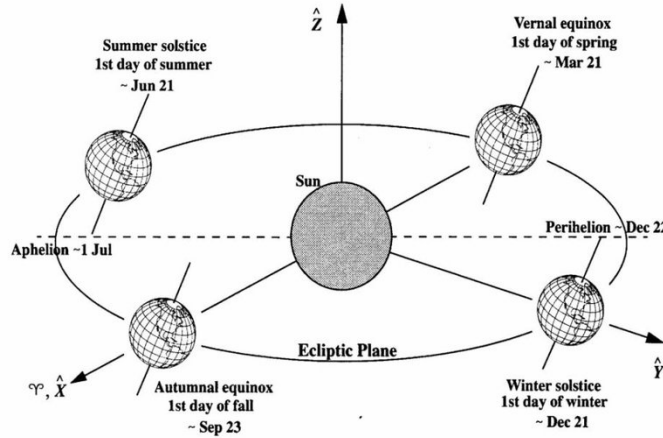 Ẑ
Summer solstice
1st day of summer
~ Jun 21
Vernal equinox
1st day of spring
~ Mar 21
Sun
Aphelion ~1 Jul
Perihelion ~ Dec 22
Ecliptic Plane
♈, X̂
Autumnal equinox
1st day of fall
~ Sep 23
Winter solstice
1st day of winter
~ Dec 21
Ŷ